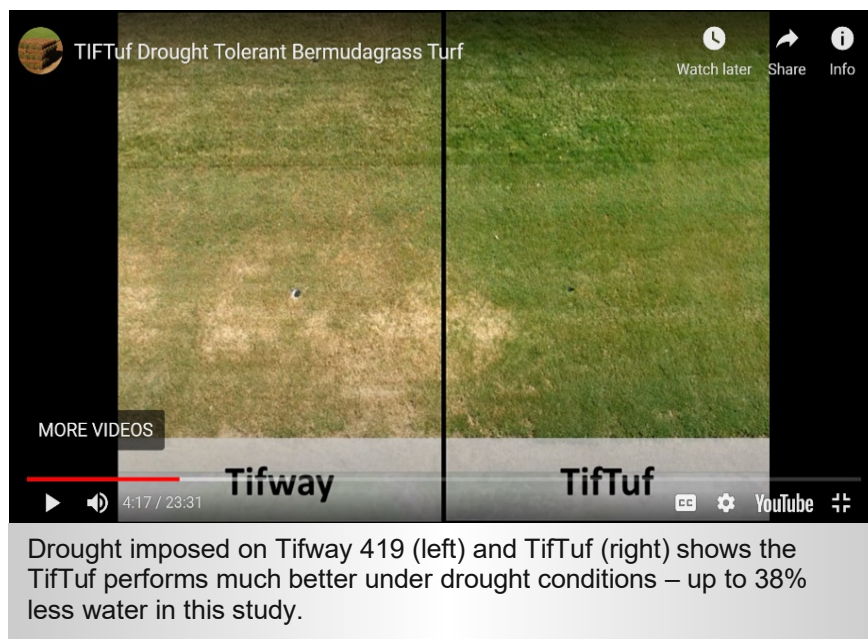 TIFTuf Drought Tolerant Bermudagrass Turf
Watch later
Share
Info
MORE VIDEOS
Tifway
TifTuf
4:17 / 23:31
CC
YouTube
Drought imposed on Tifway 419 (left) and TifTuf (right) shows the
TifTuf performs much better under drought conditions – up to 38%
less water in this study.